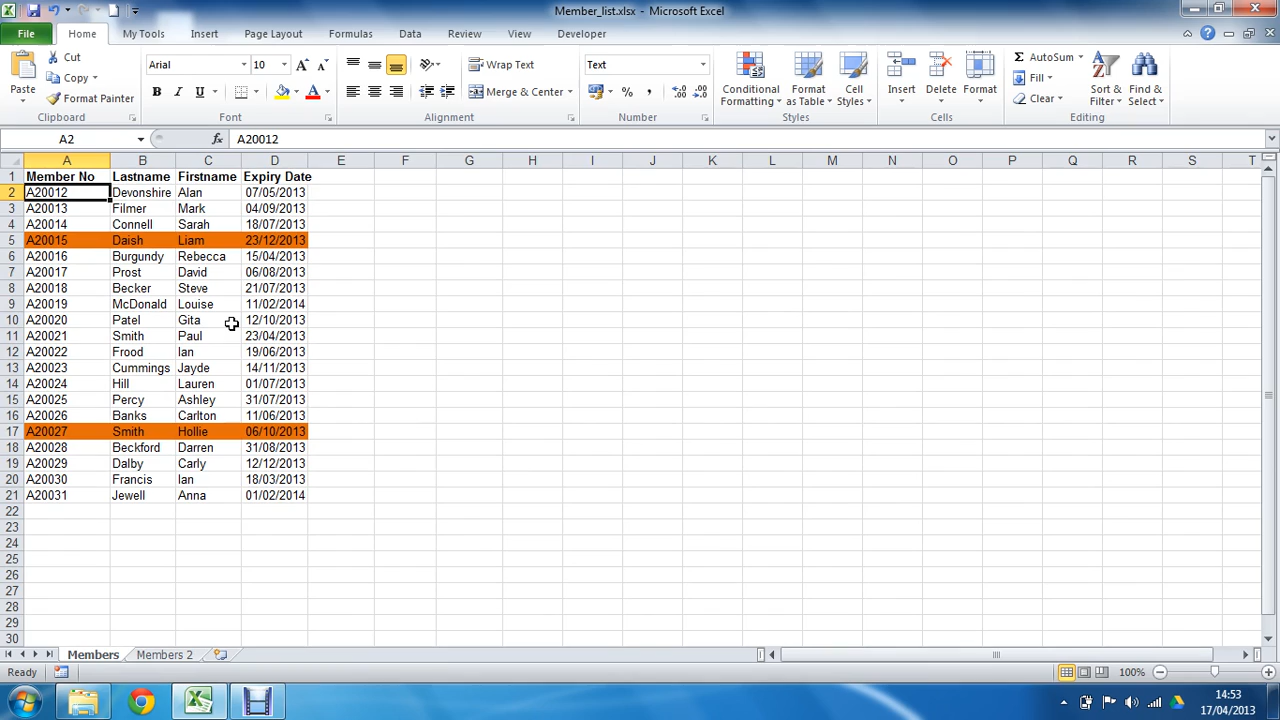 Member_list.xlsx - Microsoft Excel
File Home My Tools Insert Page Layout Formulas Data Review View Developer
Cut Arial 10 Wrap Text Text AutoSum
Copy
Paste Format Painter B I U Merge & Center % , Conditional Formatting Format as Table Cell Styles Insert Delete Format Fill Clear Sort & Filter Find & Select
Clipboard Font Alignment Number Styles Cells Editing
A2 fx A20012
A B C D E F G H I J K L M N O P Q R S T
1 Member No Lastname Firstname Expiry Date
2 A20012 Devonshire Alan 07/05/2013
3 A20013 Filmer Mark 04/09/2013
4 A20014 Connell Sarah 18/07/2013
5 A20015 Daish Liam 23/12/2013
6 A20016 Burgundy Rebecca 15/04/2013
7 A20017 Prost David 06/08/2013
8 A20018 Becker Steve 21/07/2013
9 A20019 McDonald Louise 11/02/2014
10 A20020 Patel Gita 12/10/2013
11 A20021 Smith Paul 23/04/2013
12 A20022 Frood Ian 19/06/2013
13 A20023 Cummings Jayde 14/11/2013
14 A20024 Hill Lauren 01/07/2013
15 A20025 Percy Ashley 31/07/2013
16 A20026 Banks Carlton 11/06/2013
17 A20027 Smith Hollie 06/10/2013
18 A20028 Beckford Darren 31/08/2013
19 A20029 Dalby Carly 12/12/2013
20 A20030 Francis Ian 18/03/2013
21 A20031 Jewell Anna 01/02/2014
22
23
24
25
26
27
28
29
30
Members Members 2
Ready 100%
14:53
17/04/2013